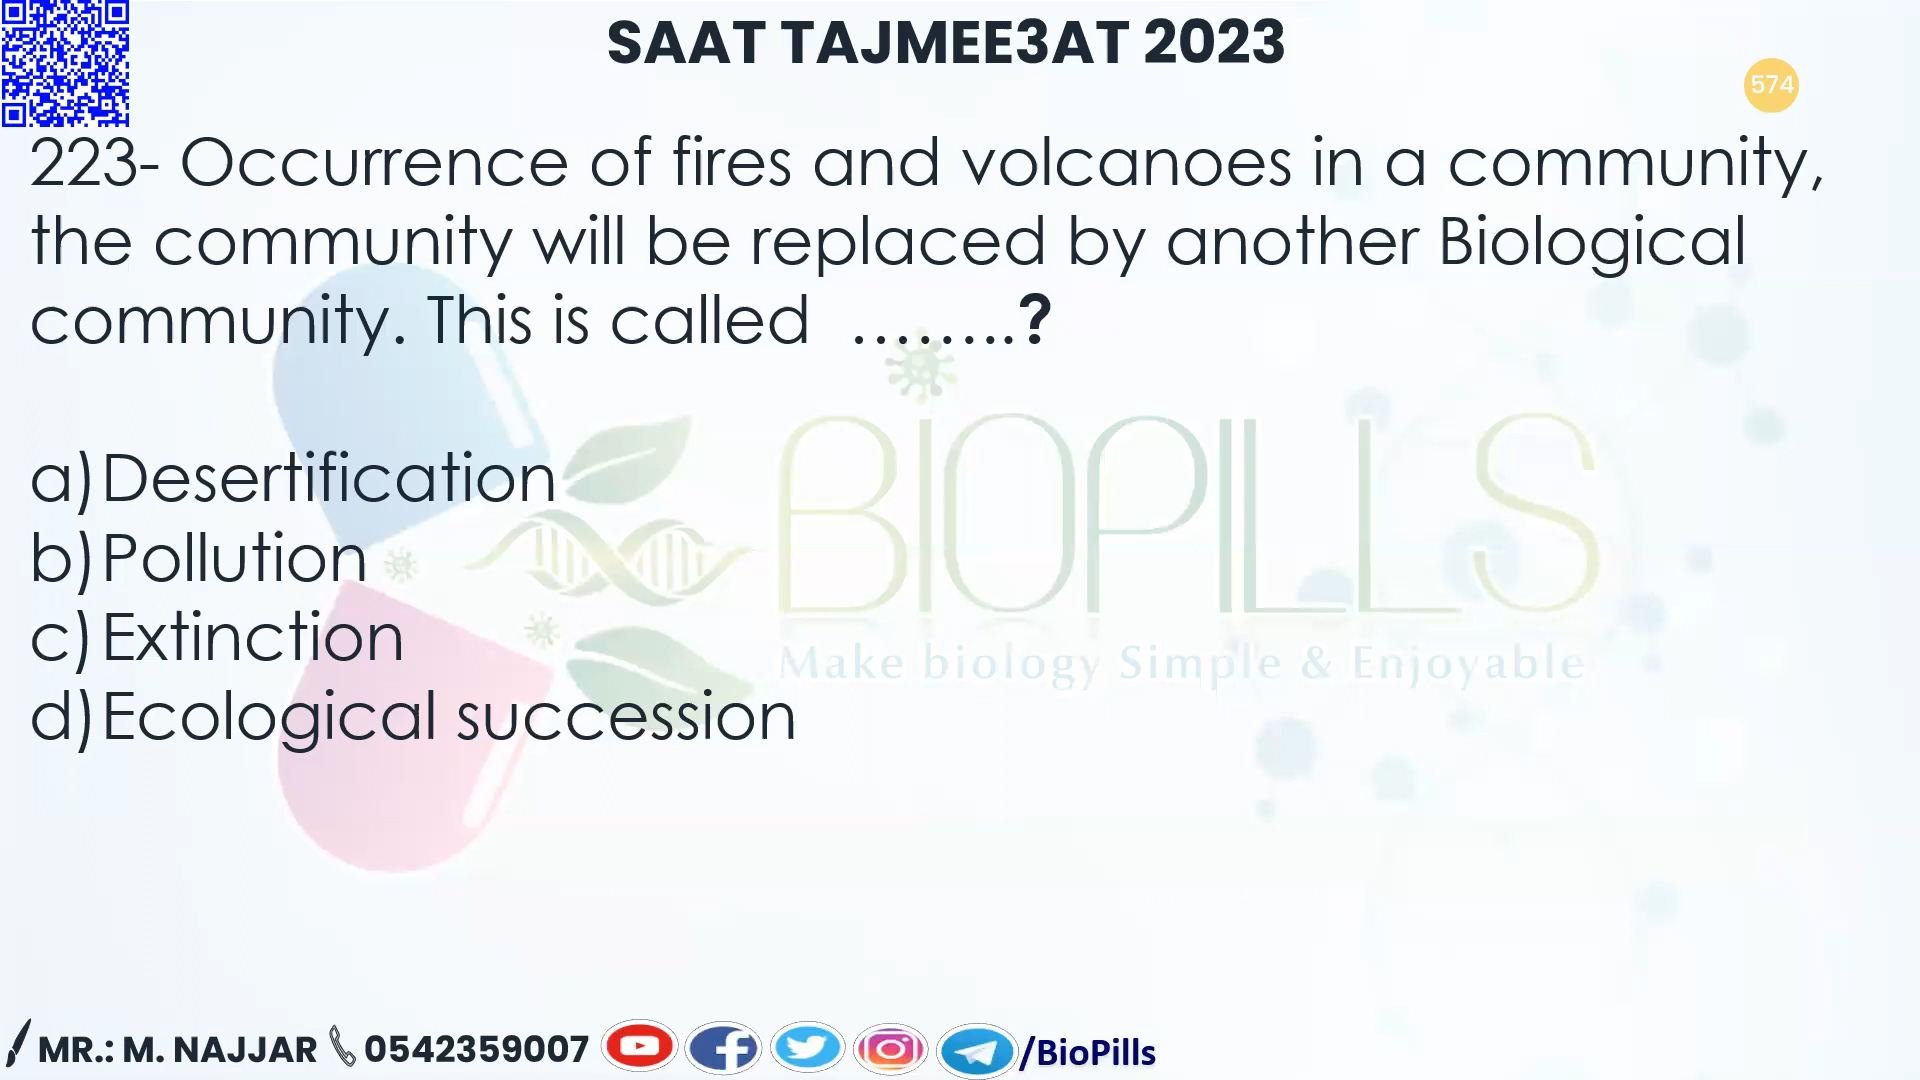 SAAT TAJMEE3AT 2023
574
223- Occurrence of fires and volcanoes in a community,
the community will be replaced by another Biological
community. This is called ........?
a) Desertification
b) Pollution
c) Extinction
d) Ecological succession
BIOPILLS
Make biology Simple & Enjoyable
MR.: M. NAJJAR 0542359007 /BioPills